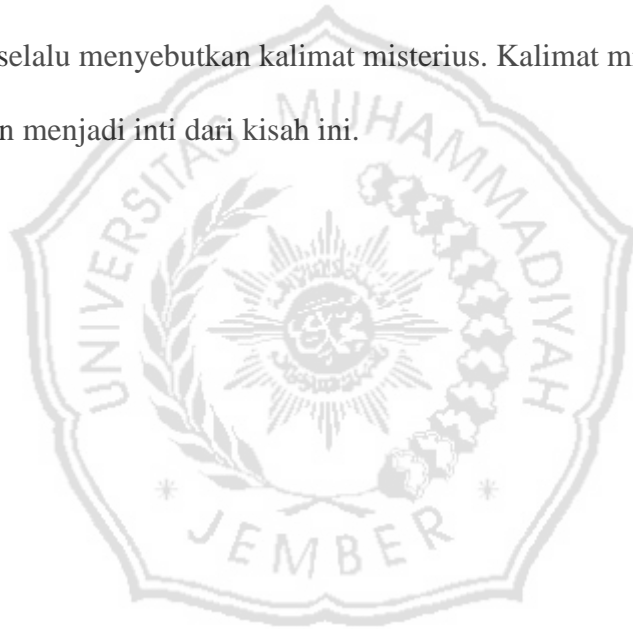 selalu menyebutkan kalimat misterius. Kalimat
n menjadi inti dari kisah ini.
UNIVERSITAS MUHAMMADIYAH
JEMBER